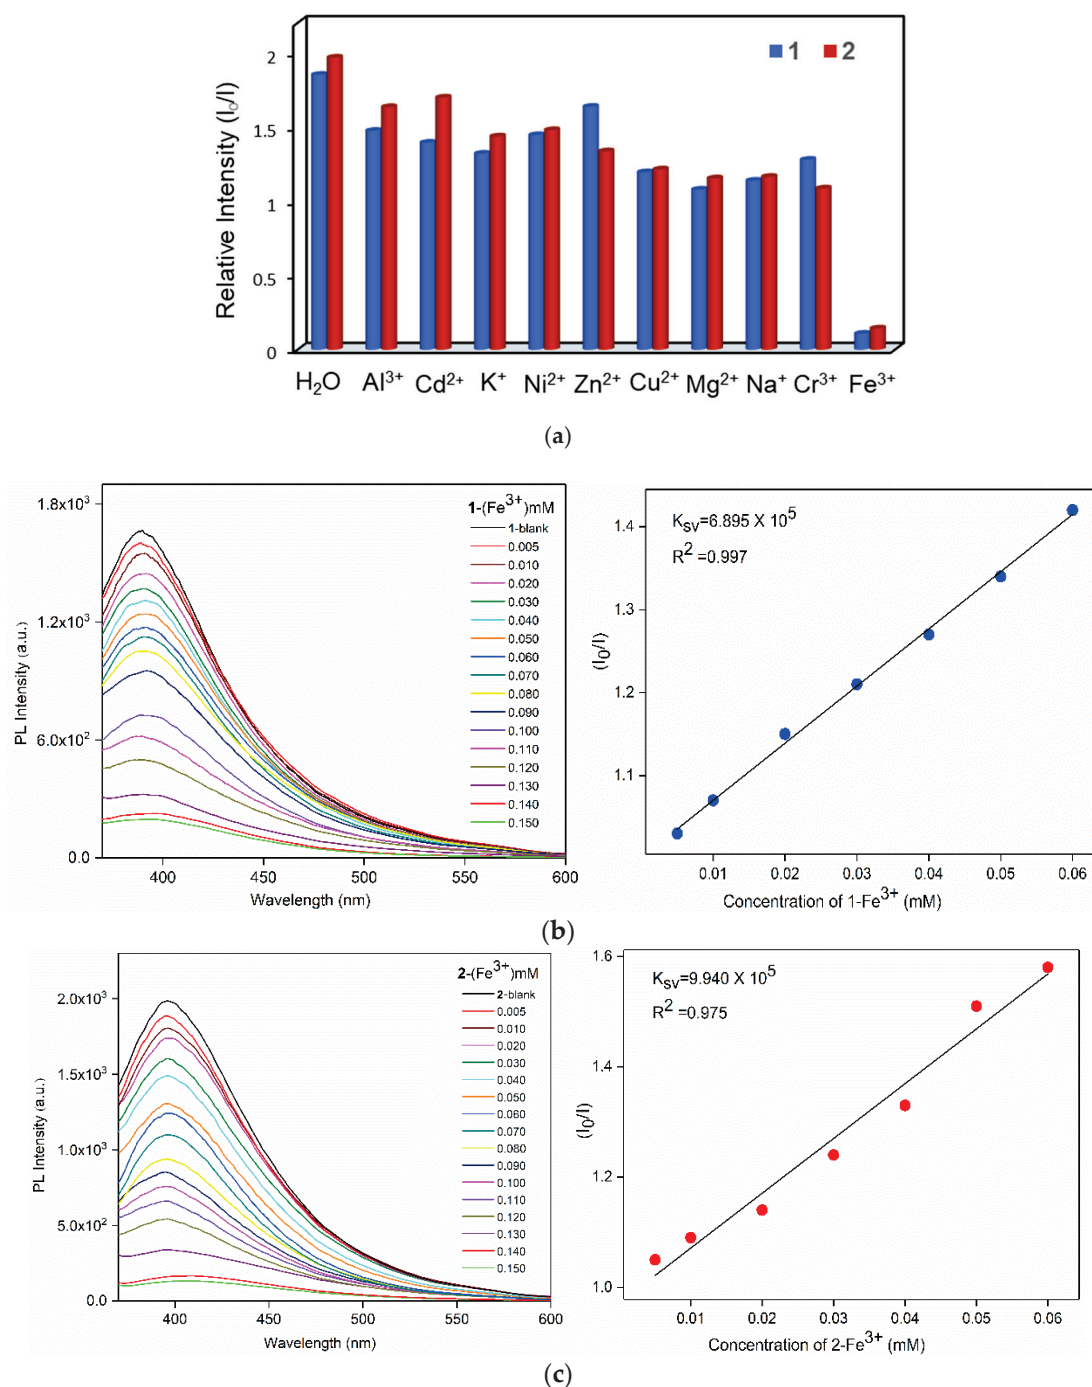 1 2
Relative Intensity (I₀/I)
2
1.5
1
0.5
0
H₂O Al³⁺ Cd²⁺ K⁺ Ni²⁺ Zn²⁺ Cu²⁺ Mg²⁺ Na⁺ Cr³⁺ Fe³⁺
(a)
PL Intensity (a.u.)
1.8x10³
1.2x10³
6.0x10²
0.0
400 450 500 550 600
Wavelength (nm)
1-(Fe³⁺)mM
1-blank
0.005
0.010
0.020
0.030
0.040
0.050
0.060
0.070
0.080
0.090
0.100
0.110
0.120
0.130
0.140
0.150
K_SV=6.895 X 10⁵
R² =0.997
(I₀/I)
1.4
1.3
1.2
1.1
0.01 0.02 0.03 0.04 0.05 0.06
Concentration of 1-Fe³⁺ (mM)
(b)
PL Intensity (a.u.)
2.0x10³
1.5x10³
1.0x10³
5.0x10²
0.0
400 450 500 550 600
Wavelength (nm)
2-(Fe³⁺)mM
2-blank
0.005
0.010
0.020
0.030
0.040
0.050
0.060
0.070
0.080
0.090
0.100
0.110
0.120
0.130
0.140
0.150
K_SV=9.940 X 10⁵
R² =0.975
(I₀/I)
1.6
1.4
1.2
1.0
0.01 0.02 0.03 0.04 0.05 0.06
Concentration of 2-Fe³⁺ (mM)
(c)